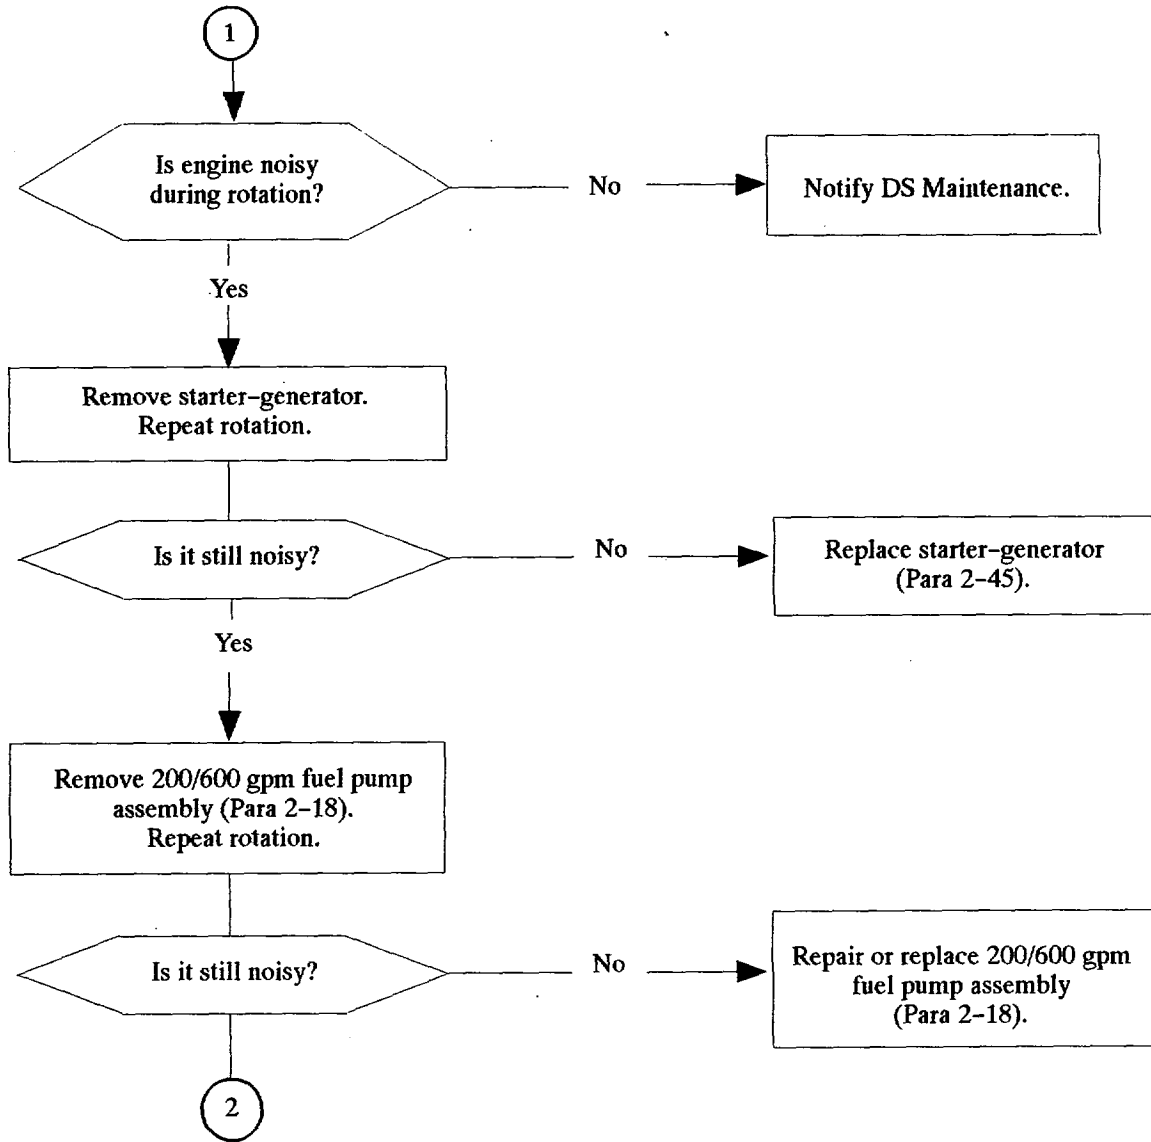 1
Is engine noisy
during rotation?
No
Notify DS Maintenance.
Yes
Remove starter–generator.
Repeat rotation.
Is it still noisy?
No
Replace starter–generator
(Para 2–45).
Yes
Remove 200/600 gpm fuel pump
assembly (Para 2–18).
Repeat rotation.
Is it still noisy?
No
Repair or replace 200/600 gpm
fuel pump assembly
(Para 2–18).
2